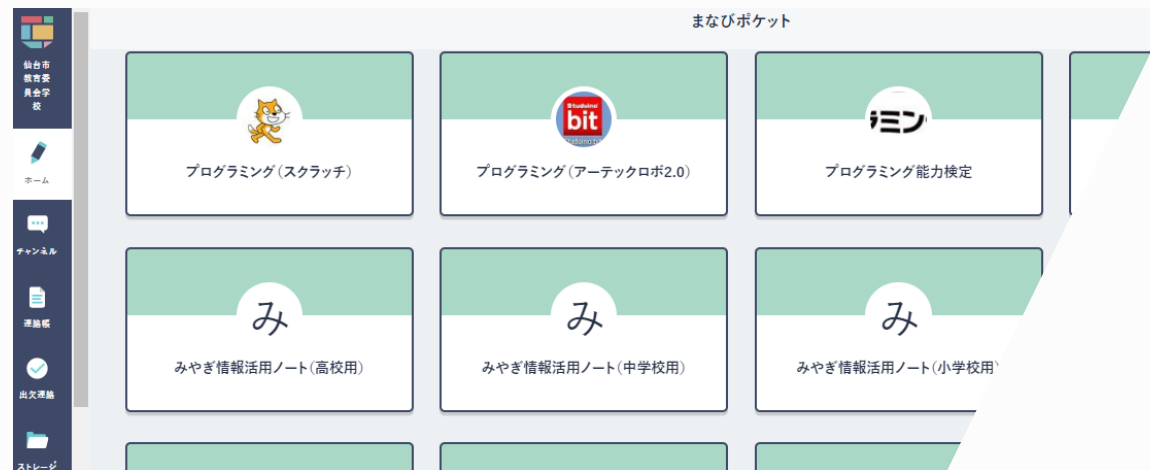 まなびポケット
仙台市
教育委
員会学
校
ホーム
チャンネル
連絡帳
出欠連絡
ストレージ
プログラミング(スクラッチ)
Studuino
bit
プログラミング(アーテックロボ2.0)
ミン
プログラミング能力検定
み
みやぎ情報活用ノート(高校用)
み
みやぎ情報活用ノート(中学校用)
み
みやぎ情報活用ノート(小学校用)